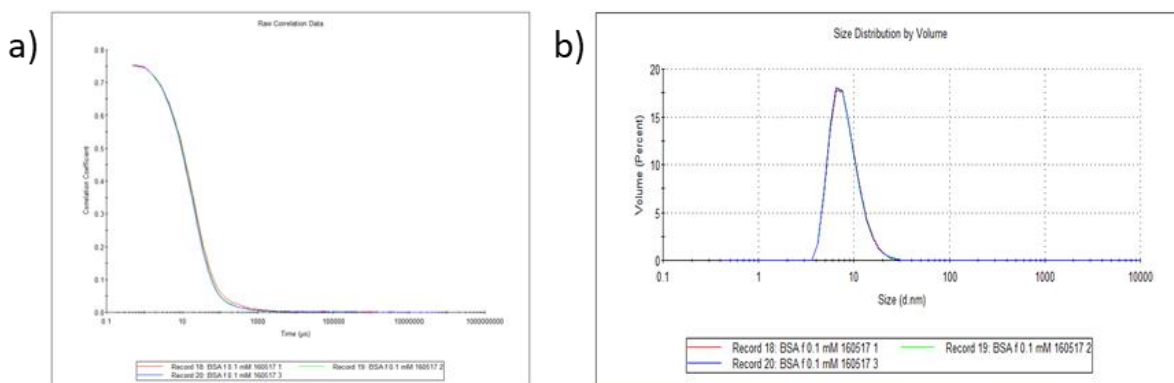 a)
Raw Correlation Data
0.8
0.7
0.6
0.5
0.4
0.3
0.2
0.1
0.0
Correlation Coefficient
0.1 10 1000 100000 10000000 1000000000
Time (µs)
Record 18: BSA f 0.1 mM 160517 1 Record 19: BSA f 0.1 mM 160517 2
Record 20: BSA f 0.1 mM 160517 3
b)
Size Distribution by Volume
20
15
10
5
0
Volume (Percent)
0.1 1 10 100 1000 10000
Size (d.nm)
Record 18: BSA f 0.1 mM 160517 1 Record 19: BSA f 0.1 mM 160517 2
Record 20: BSA f 0.1 mM 160517 3